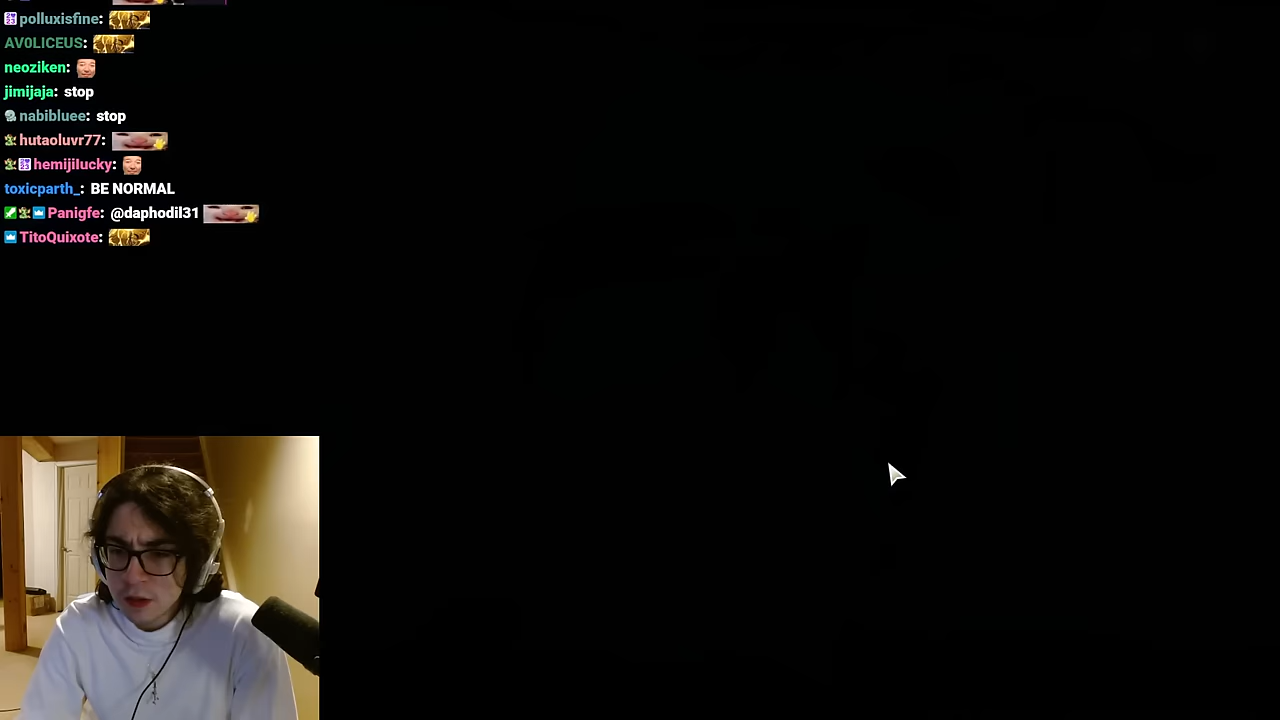 polluxisfine:
AV0LICEUS:
neoziken:
jimijaja: stop
nabibluee: stop
hutaoluvr77:
hemijilucky:
toxicparth_: BE NORMAL
Panigfe: @daphodil31
TitoQuixote: